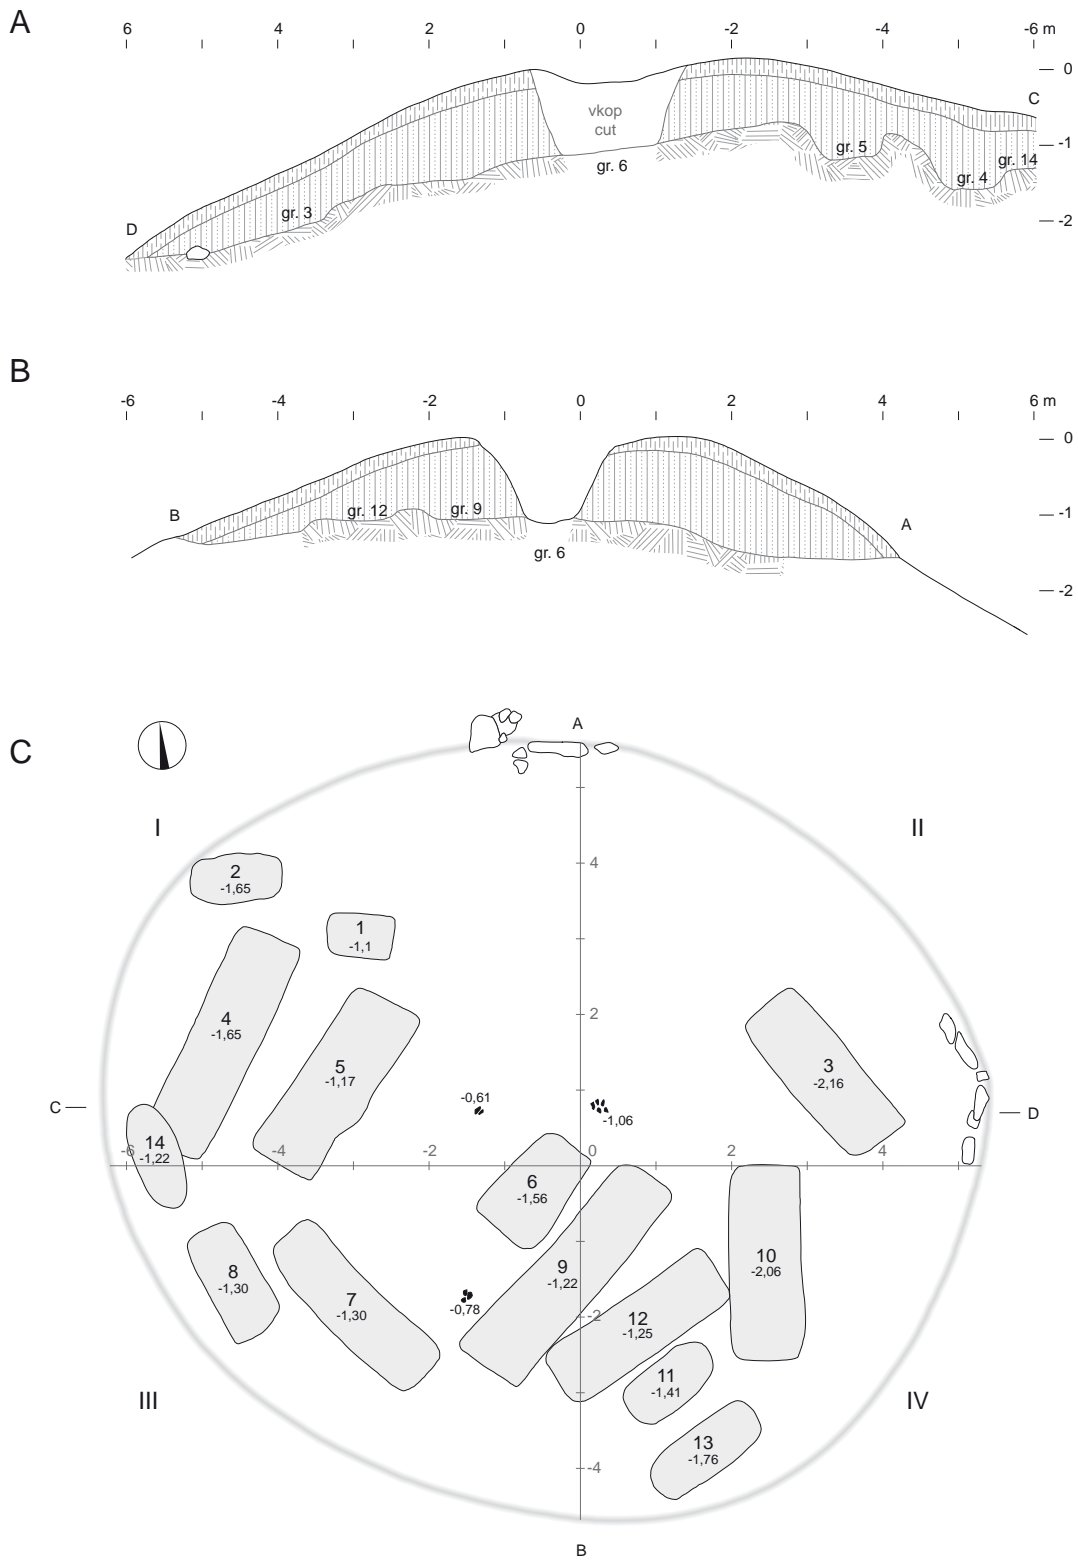 A
6 4 2 0 -2 -4 -6 m
0
C
vkop
cut
-1
gr. 5
gr. 14
gr. 6
gr. 4
gr. 3
-2
D
B
-6 -4 -2 0 2 4 6 m
0
gr. 12 gr. 9
B
-1
A
gr. 6
-2
A
C
I
II
4
2
-1,65
1
-1,1
2
4
-1,65
5
-1,17
3
-2,16
-0,61
C
D
-1,06
14
-1,22
-6 -4 0 2 4
6
-1,56
8
-1,30
7
-1,30
9
-1,22
10
-2,06
-0,78
-2
12
-1,25
11
-1,41
III
IV
13
-1,76
-4
B